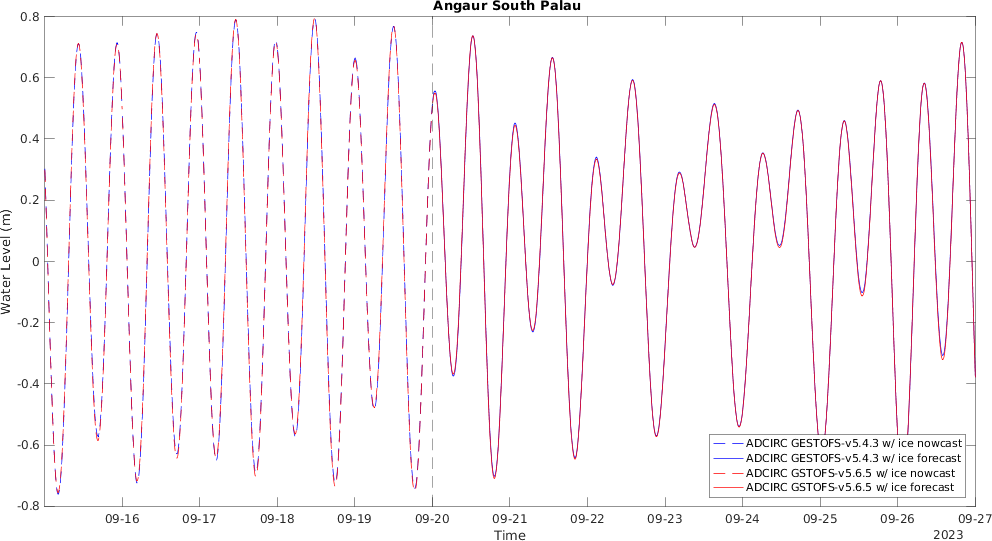 Angaur South Palau
0.8
0.6
0.4
0.2
0
-0.2
-0.4
-0.6
-0.8
Water Level (m)
ADCIRC GESTOFS-v5.4.3 w/ ice nowcast
ADCIRC GESTOFS-v5.4.3 w/ ice forecast
ADCIRC GSTOFS-v5.6.5 w/ ice nowcast
ADCIRC GSTOFS-v5.6.5 w/ ice forecast
09-16 09-17 09-18 09-19 09-20 09-21 09-22 09-23 09-24 09-25 09-26 09-27
Time
2023